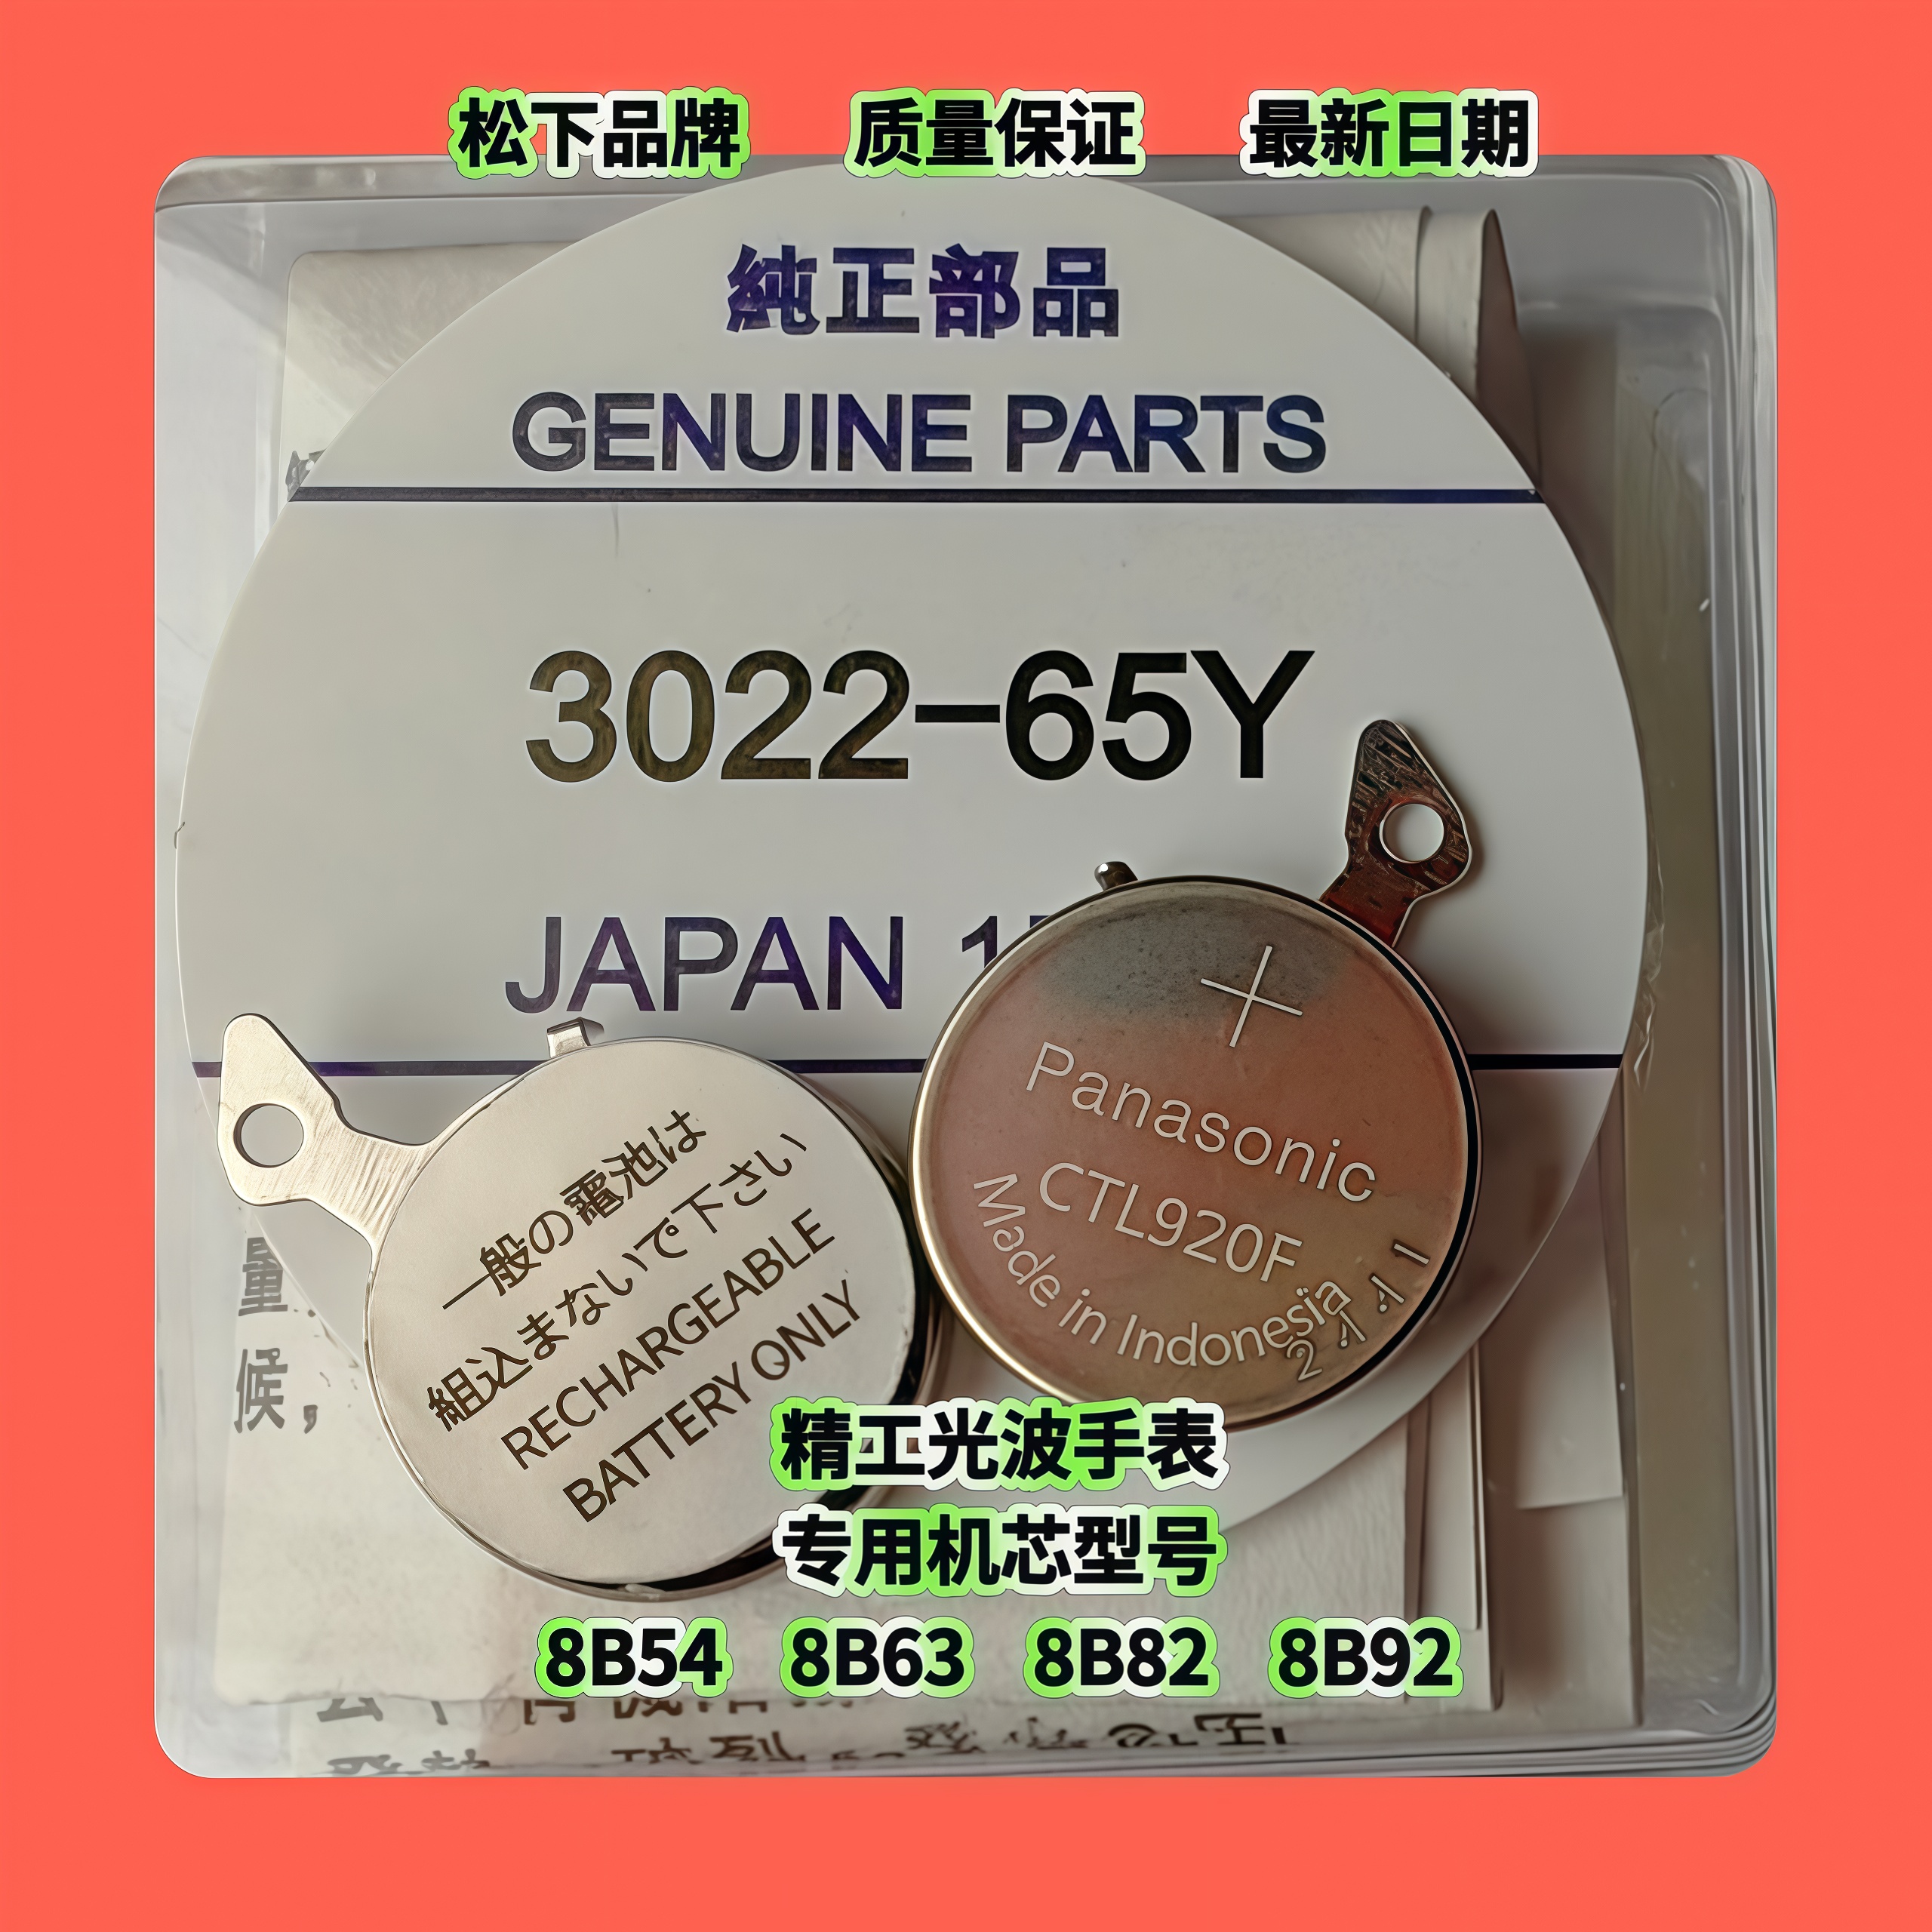 松下品牌 质量保证 最新日期
純正部品
GENUINE PARTS
3022-65Y
JAPAN 1
+
Panasonic
CTL920F
Made in Indonesia
一般の電池は
組込まないで下さい
RECHARGEABLE
BATTERY ONLY
量
候，
精工光波手表
专用机芯型号
8B54 8B63 8B82 8B92